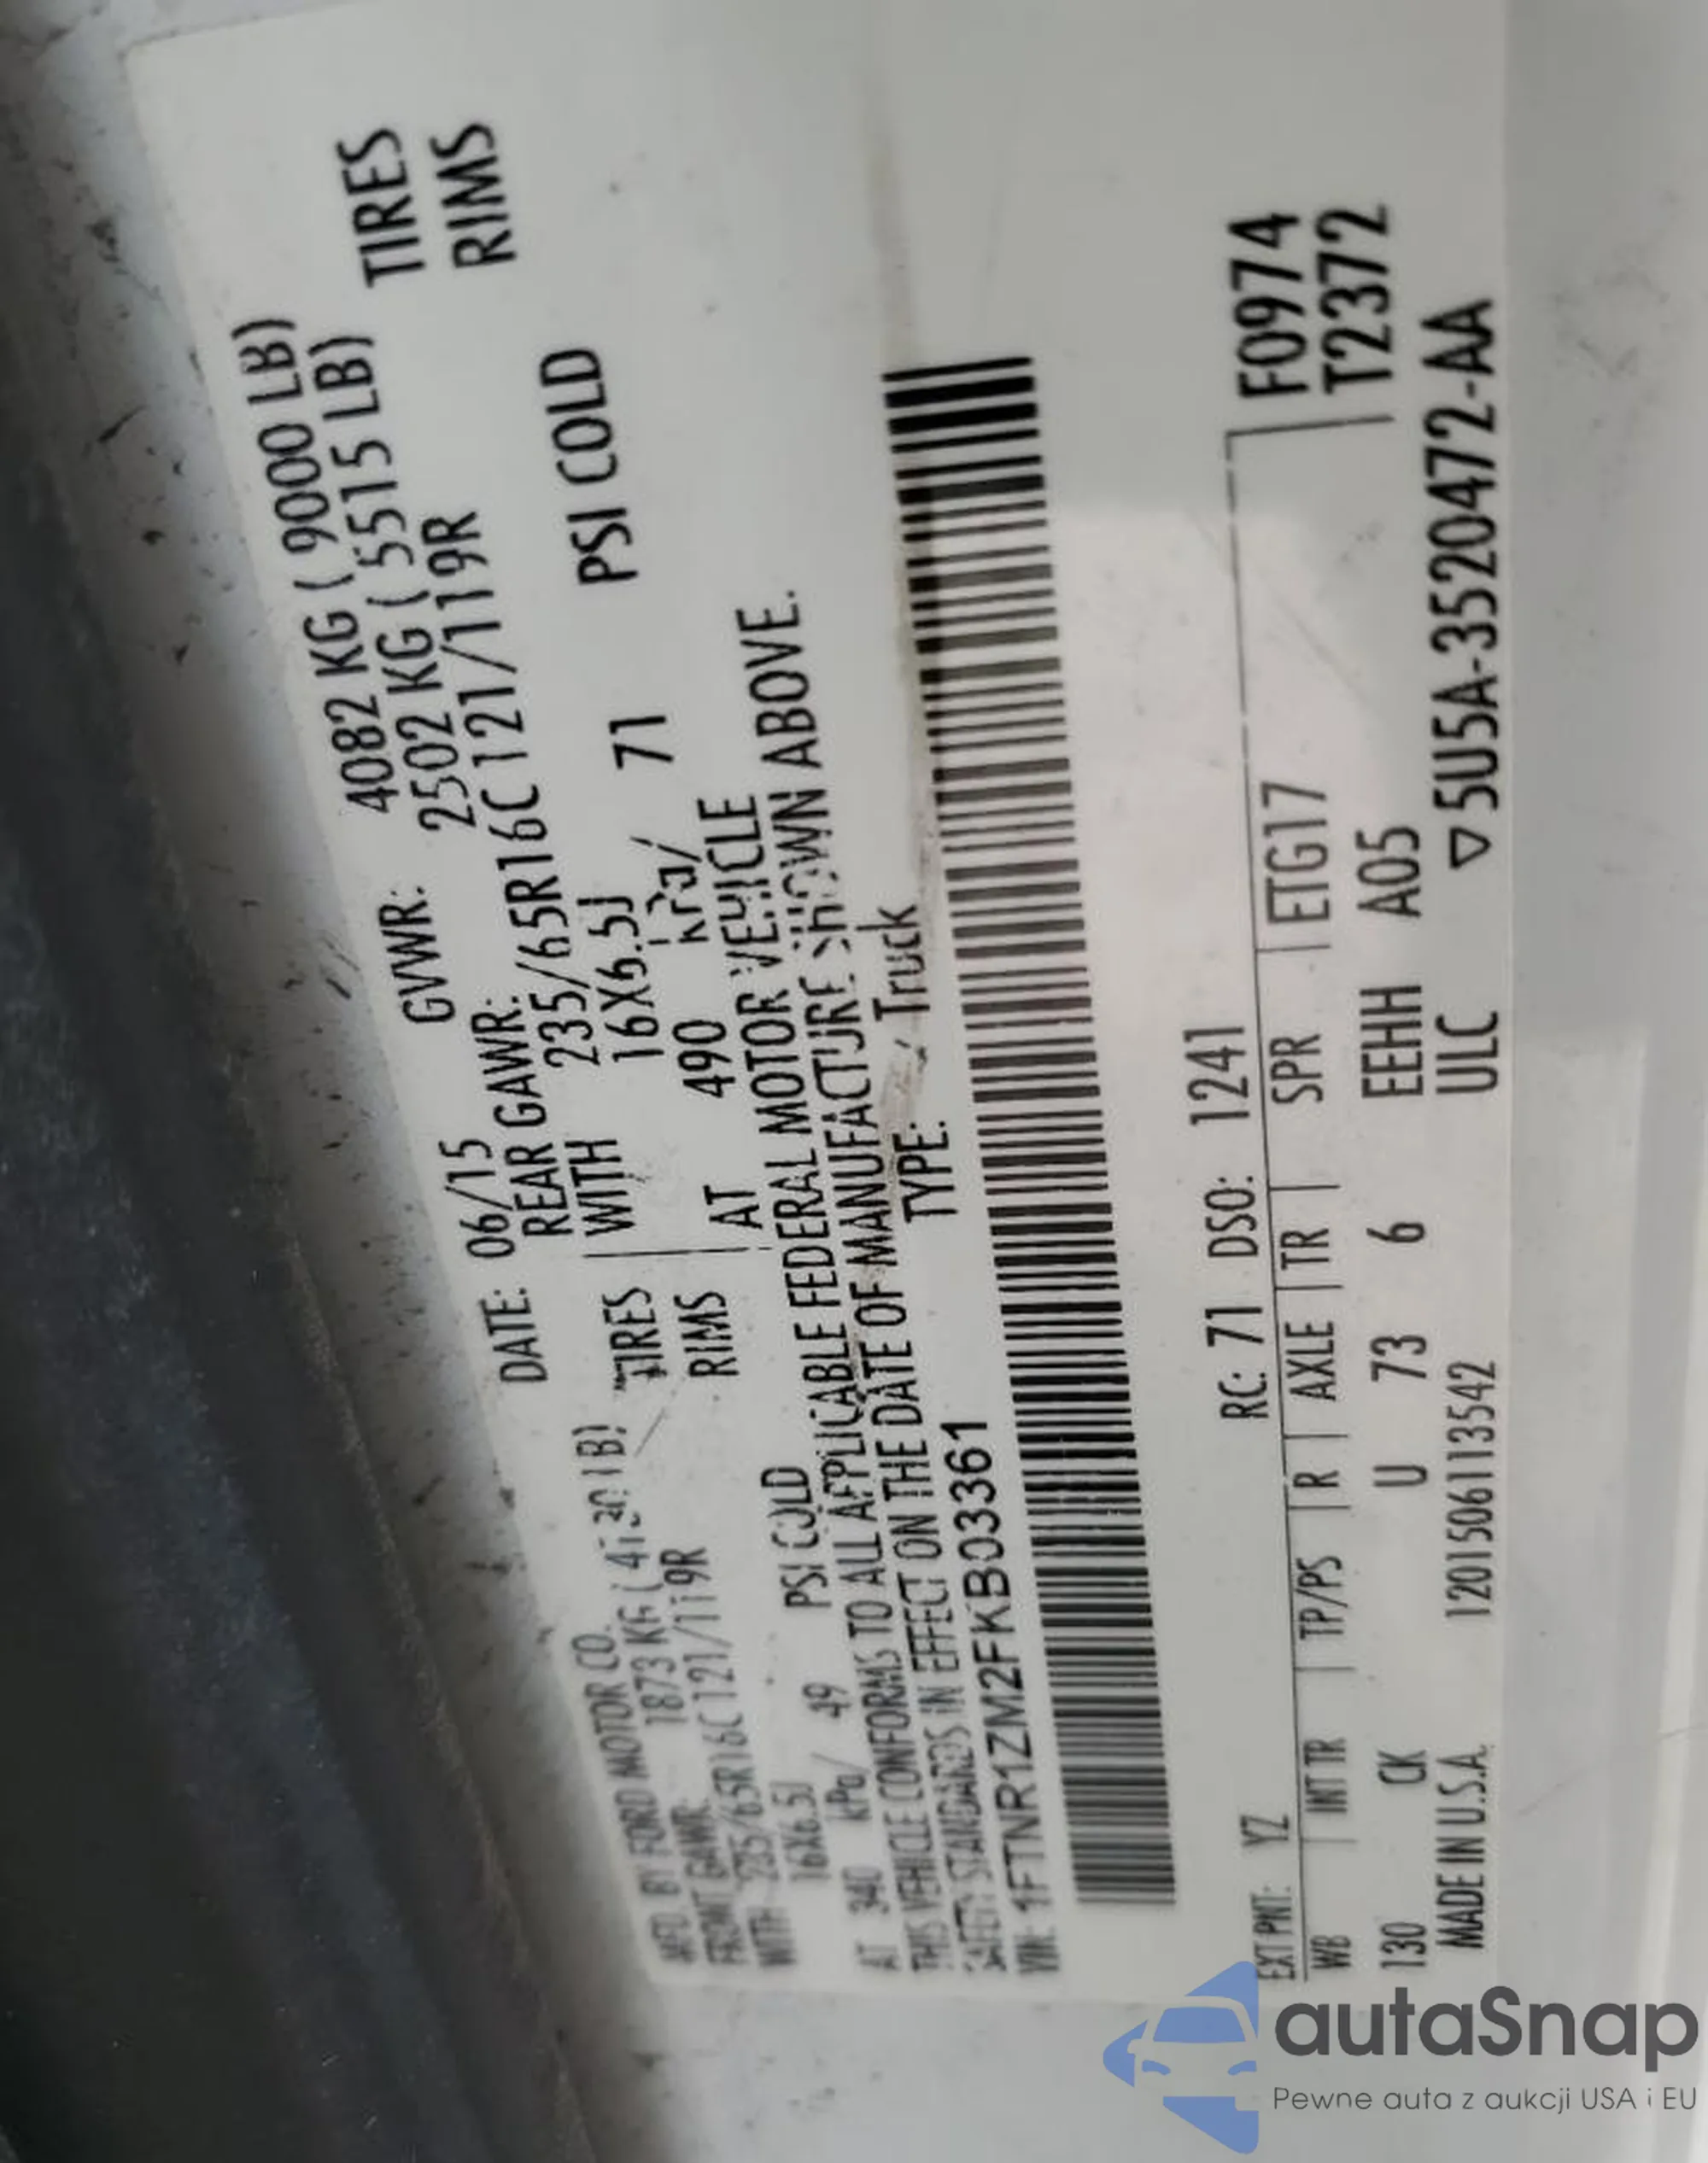 MFD. BY FORD MOTOR CO.
DATE: 06/15 GVWR: 4082 KG ( 9000 LB)
FRONT GAWR: 1873 KG REAR GAWR: 2502 KG ( 5515 LB)
WITH 235/65R16C 121/119R TIRES WITH 235/65R16C 121/119R TIRES
16X6.5J RIMS 16X6.5J RIMS
AT 340 kPa/ 49 PSI COLD AT 490 kPa/ 71 PSI COLD
THIS VEHICLE CONFORMS TO ALL APPLICABLE FEDERAL MOTOR VEHICLE
SAFETY STANDARDS IN EFFECT ON THE DATE OF MANUFACTURE SHOWN ABOVE.
VIN: 1FTNR1ZM2FKB03361 TYPE: Truck
EXT PNT: YZ RC: 71 DSO: 1241
WB | INT TR | TP/PS | R | AXLE | TR | SPR | ETG17 F0974
130 CK U 73 6 EEHH A05 T2372
MADE IN U.S.A. 120150611 13542 ULC ▽5U5A-3520472-AA
autaSnap
Pewne auta z aukcji USA i EU